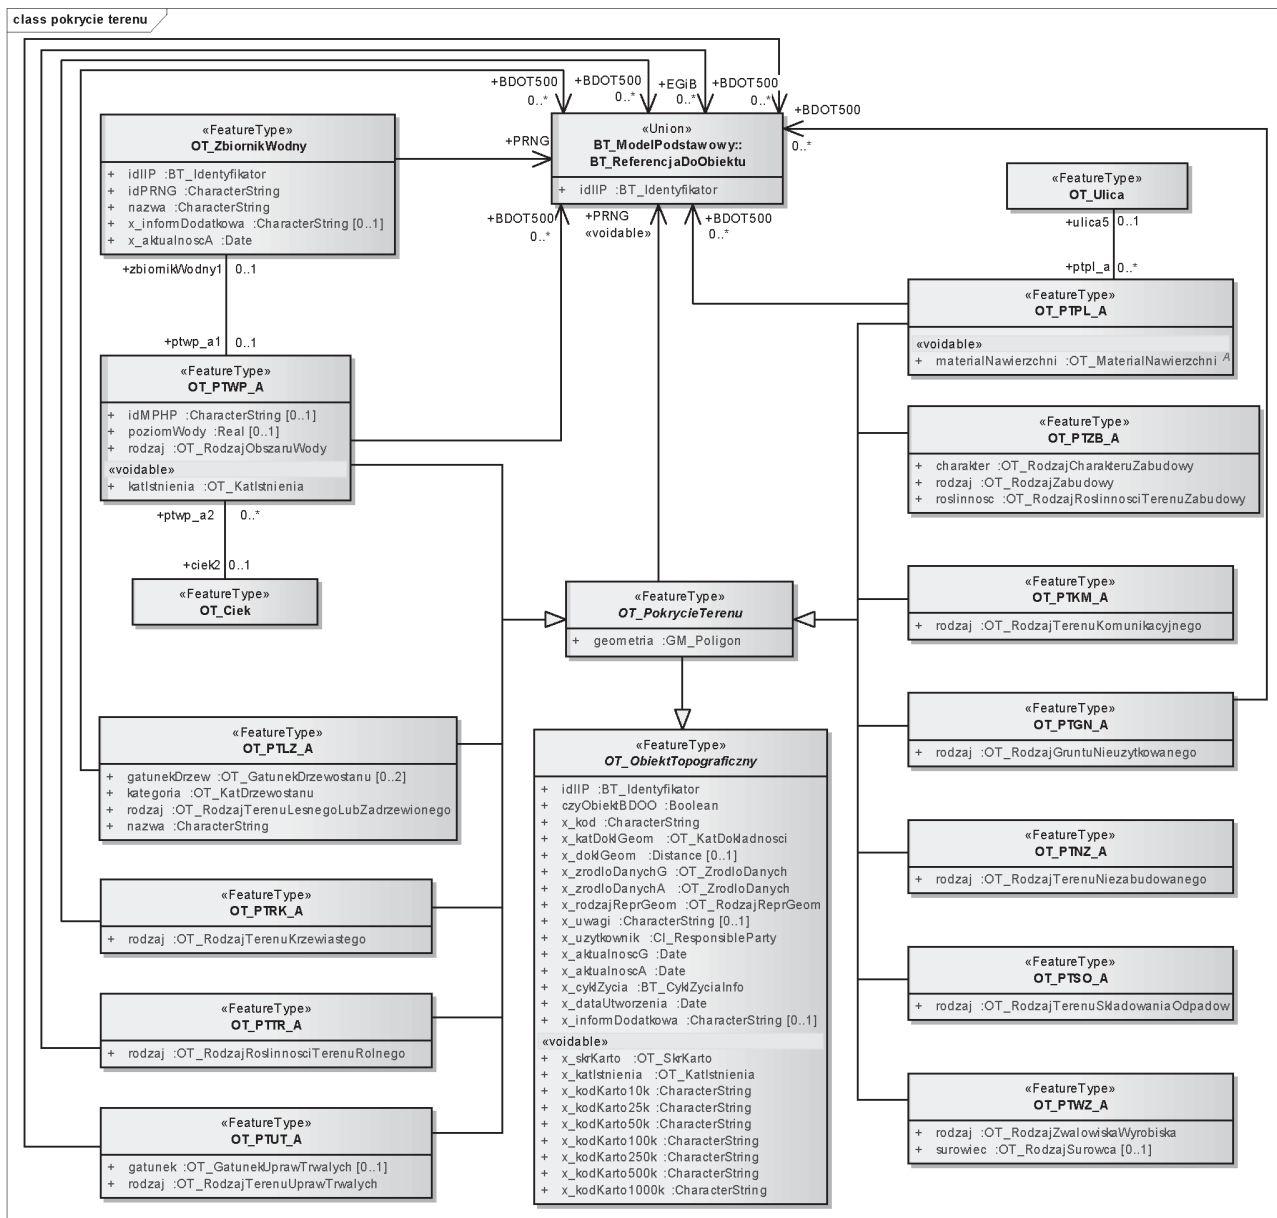 class pokrycie terenu
+BDOT500
0..*
+BDOT500
0..*
+EGiB
0..*
+BDOT500
0..*
+BDOT500
0..*
«FeatureType»
OT_ZbiornikWodny
+ idIIP :BT_Identyfikator
+ idPRNG :CharacterString
+ nazwa :CharacterString
+ x_informDodatkowa :CharacterString [0..1]
+ x_aktualnoscA :Date
+PRNG
«Union»
BT_ModelPodstawowy::
BT_ReferencjaDoObiektu
+ idIIP :BT_Identyfikator
+BDOT500
0..*
+PRNG
«voidable»
+BDOT500
0..*
«FeatureType»
OT_Ulica
+ulica5 0..1
+ptpl_a 0..*
+zbiornikWodny1 0..1
+ptwp_a1 0..1
«FeatureType»
OT_PTWP_A
+ idMPHP :CharacterString [0..1]
+ poziomWody :Real [0..1]
+ rodzaj :OT_RodzajObszaruWody
«voidable»
+ katIstnienia :OT_KatIstnienia
+ptwp_a2 0..*
+ciek2 0..1
«FeatureType»
OT_Ciek
«FeatureType»
OT_PTPL_A
«voidable»
+ materialNawierzchni :OT_MaterialNawierzchni A
«FeatureType»
OT_PTZB_A
+ charakter :OT_RodzajCharakteruZabudowy
+ rodzaj :OT_RodzajZabudowy
+ roslinnosc :OT_RodzajRoslinnosciTerenuZabudowy
«FeatureType»
OT_PokrycieTerenu
+ geometria :GM_Poligon
«FeatureType»
OT_PTKM_A
+ rodzaj :OT_RodzajTerenuKomunikacyjnego
«FeatureType»
OT_PTGN_A
+ rodzaj :OT_RodzajGruntuNieuzytkowanego
«FeatureType»
OT_PTLZ_A
+ gatunekDrzew :OT_GatunekDrzewostanu [0..2]
+ kategoria :OT_KatDrzewostanu
+ rodzaj :OT_RodzajTerenuLesnegoLubZadrzewionego
+ nazwa :CharacterString
«FeatureType»
OT_ObiektTopograficzny
+ idIIP :BT_Identyfikator
+ czyObiektBDOO :Boolean
+ x_kod :CharacterString
+ x_katDoklGeom :OT_KatDokladnosci
+ x_doklGeom :Distance [0..1]
+ x_zrodloDanychG :OT_ZrodloDanych
+ x_zrodloDanychA :OT_ZrodloDanych
+ x_rodzajReprGeom :OT_RodzajReprGeom
+ x_uwagi :CharacterString [0..1]
+ x_uzytkownik :CI_ResponsibleParty
+ x_aktualnoscG :Date
+ x_aktualnoscA :Date
+ x_cyklZycia :BT_CyklZyciaInfo
+ x_dataUtworzenia :Date
+ x_informDodatkowa :CharacterString [0..1]
«voidable»
+ x_skrKarto :OT_SkrKarto
+ x_katIstnienia :OT_KatIstnienia
+ x_kodKarto10k :CharacterString
+ x_kodKarto25k :CharacterString
+ x_kodKarto50k :CharacterString
+ x_kodKarto100k :CharacterString
+ x_kodKarto250k :CharacterString
+ x_kodKarto500k :CharacterString
+ x_kodKarto1000k :CharacterString
«FeatureType»
OT_PTNZ_A
+ rodzaj :OT_RodzajTerenuNiezabudowanego
«FeatureType»
OT_PTRK_A
+ rodzaj :OT_RodzajTerenuKrzewiastego
«FeatureType»
OT_PTSO_A
+ rodzaj :OT_RodzajTerenuSkladowaniaOdpadow
«FeatureType»
OT_PTTR_A
+ rodzaj :OT_RodzajRoslinnosciTerenuRolnego
«FeatureType»
OT_PTWZ_A
+ rodzaj :OT_RodzajZwalowiskaWyrobiska
+ surowiec :OT_RodzajSurowca [0..1]
«FeatureType»
OT_PTUT_A
+ gatunek :OT_GatunekUprawTrwalych [0..1]
+ rodzaj :OT_RodzajTerenuUprawTrwalych